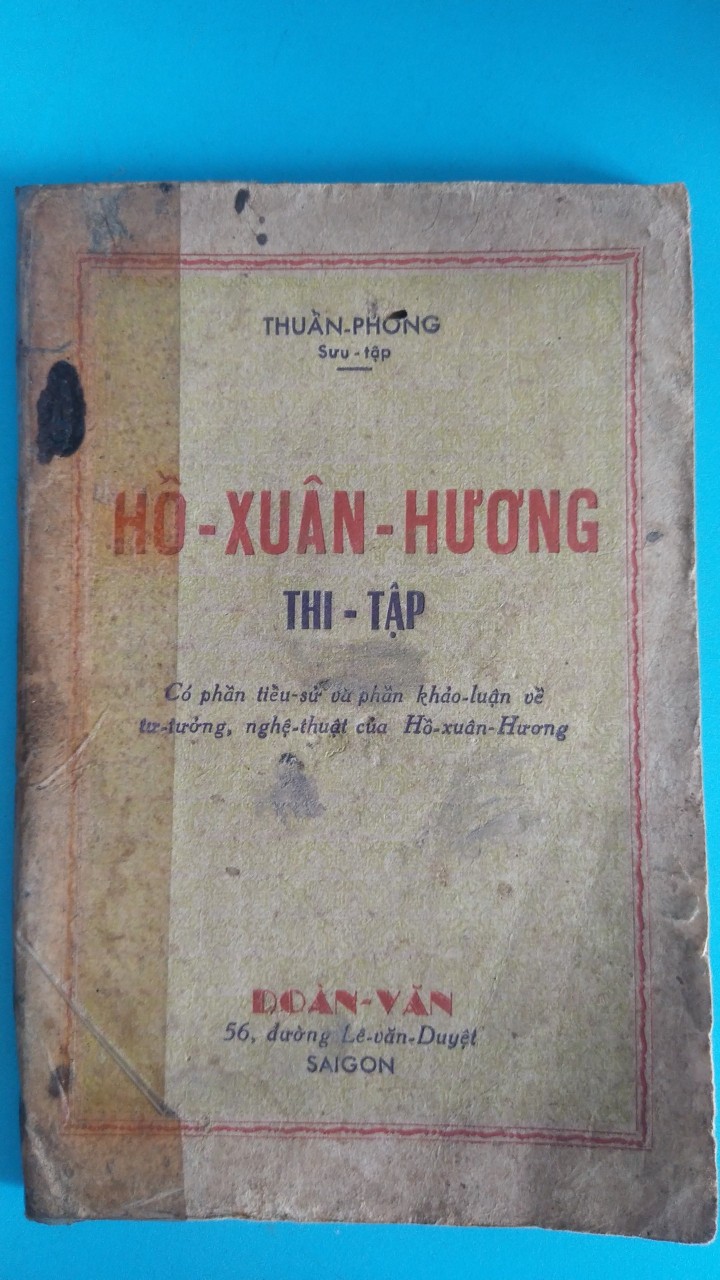 THUẦN-PHONG
Sưu - tập
HỒ - XUÂN - HƯƠNG
THI - TẬP
Có phần tiểu-sử và phần khảo-luận về
tư-tưởng, nghệ-thuật của Hồ-xuân-Hương
ĐOÀN-VĂN
56, đường Lê-văn-Duyệt
SAIGON